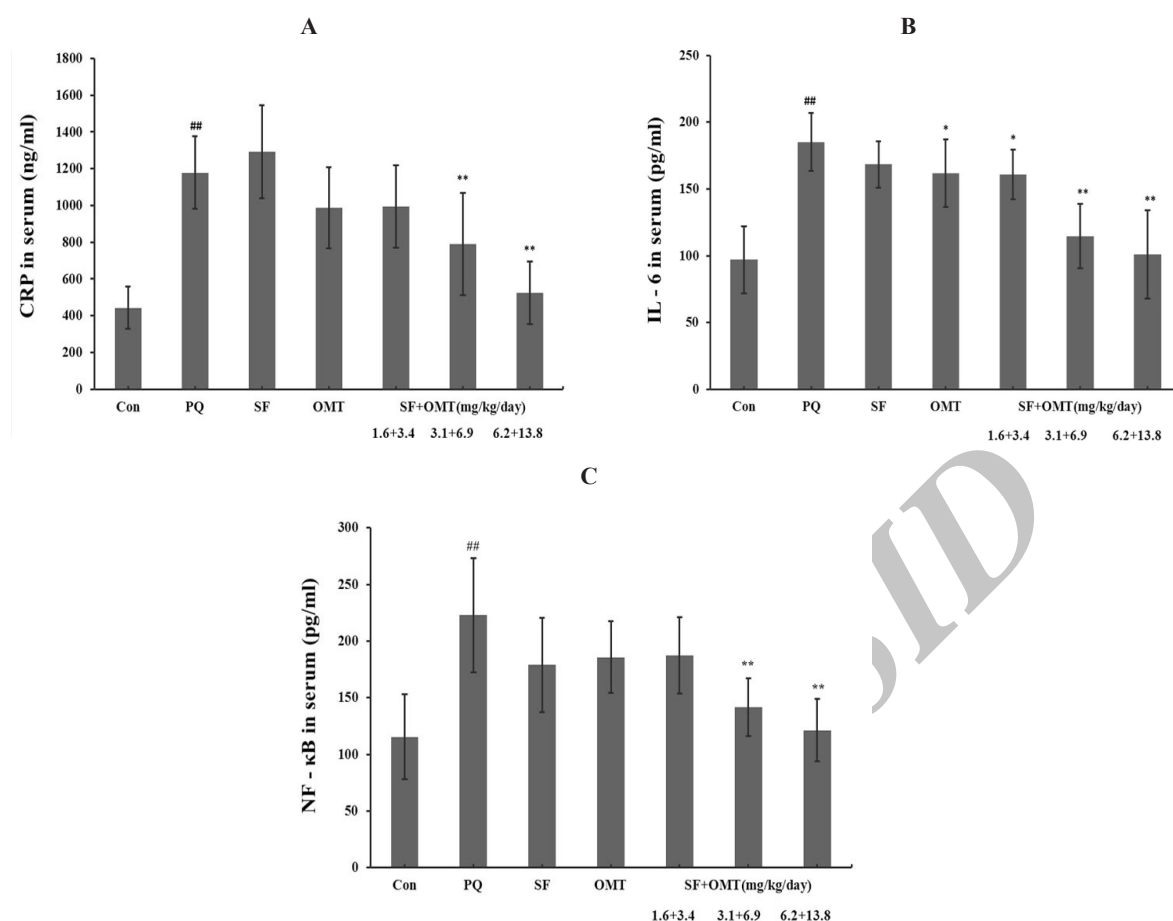 A
CRP in serum (ng/ml)
1800
1600
1400
1200
1000
800
600
400
200
0
##
**
**
Con PQ SF OMT SF+OMT(mg/kg/day)
1.6+3.4 3.1+6.9 6.2+13.8
B
IL - 6 in serum (pg/ml)
250
200
150
100
50
0
##
*
*
**
**
Con PQ SF OMT SF+OMT(mg/kg/day)
1.6+3.4 3.1+6.9 6.2+13.8
C
NF - κB in serum (pg/ml)
300
250
200
150
100
50
0
##
**
**
Con PQ SF OMT SF+OMT(mg/kg/day)
1.6+3.4 3.1+6.9 6.2+13.8